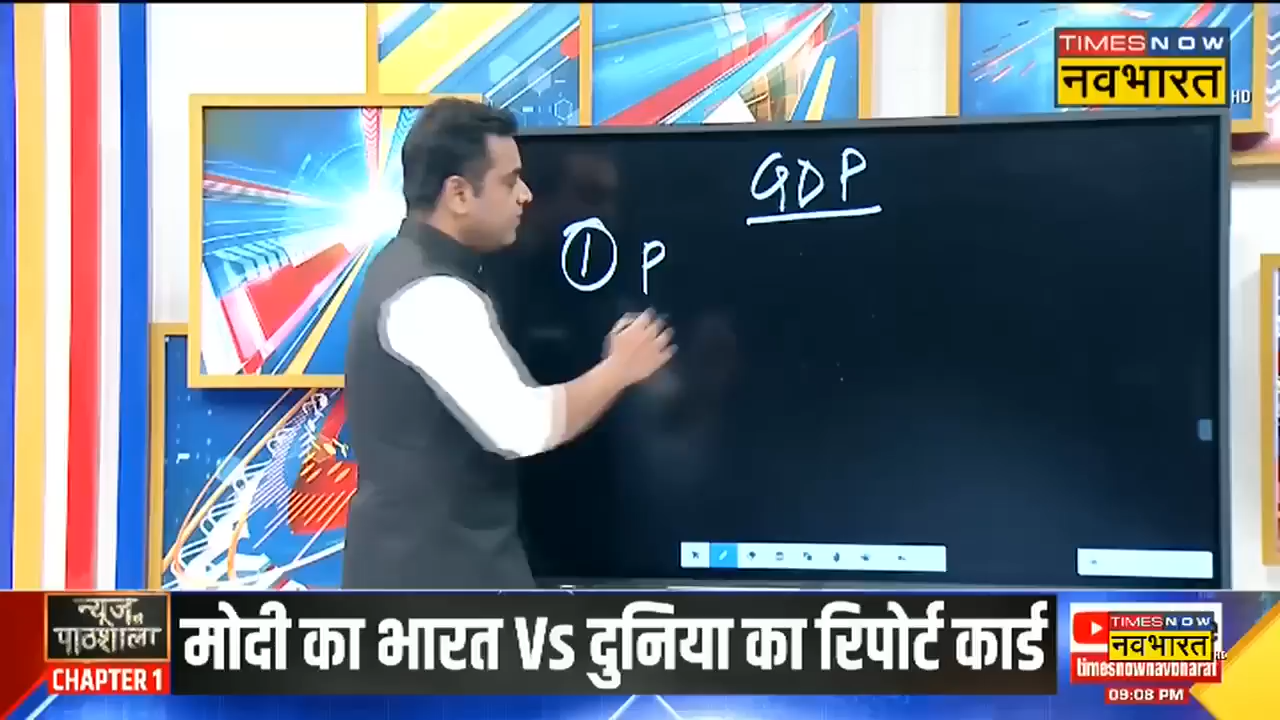 TIMES NOW
नवभारत
HD
GDP
① P
न्यूज़ की
पाठशाला
CHAPTER 1
मोदी का भारत Vs दुनिया का रिपोर्ट कार्ड
TIMES NOW
नवभारत
timesnownavbharat
09:08 PM